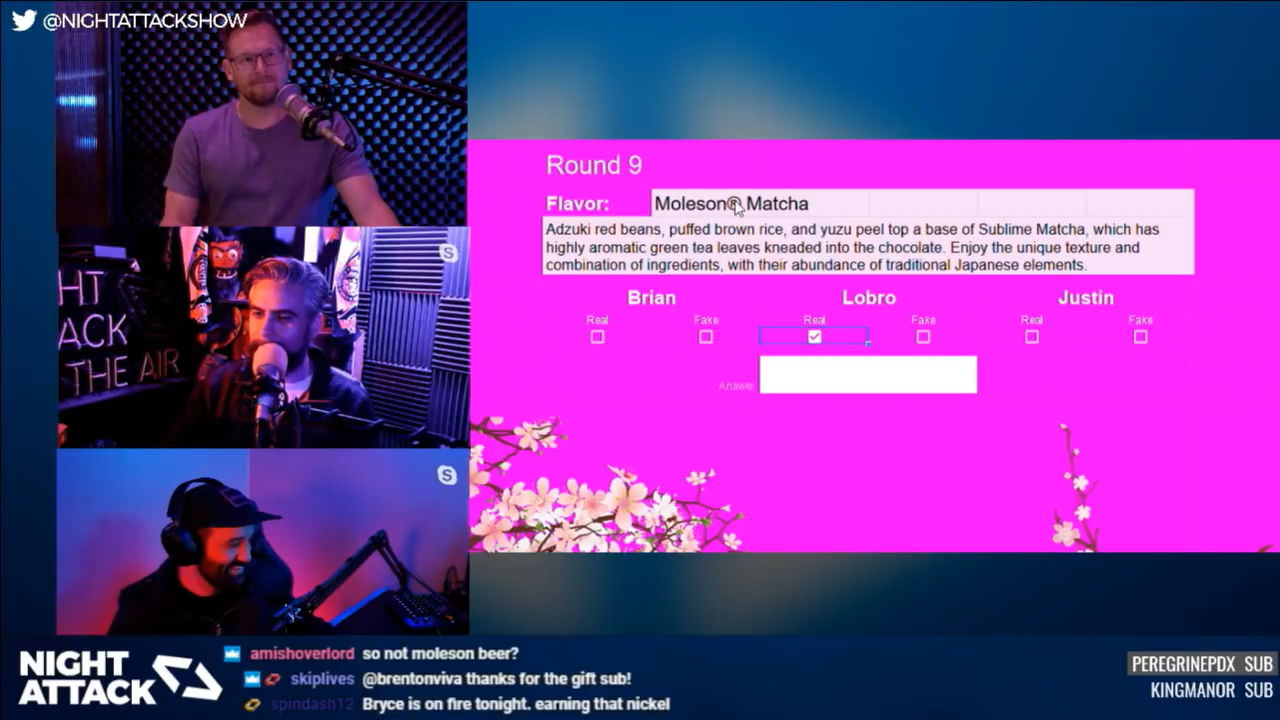 @NIGHTATTACKSHOW
Round 9
Flavor: Moleson® Matcha
Adzuki red beans, puffed brown rice, and yuzu peel top a base of Sublime Matcha, which has
highly aromatic green tea leaves kneaded into the chocolate. Enjoy the unique texture and
combination of ingredients, with their abundance of traditional Japanese elements.
Brian Lobro Justin
Real Fake Real Fake Real Fake
Answer
HT
ACK
THE AIR
NIGHT
ATTACK
amishoverlord so not moleson beer?
skiplives @brentonviva thanks for the gift sub!
spindash12 Bryce is on fire tonight. earning that nickel
PEREGRINEPDX SUB
KINGMANOR SUB